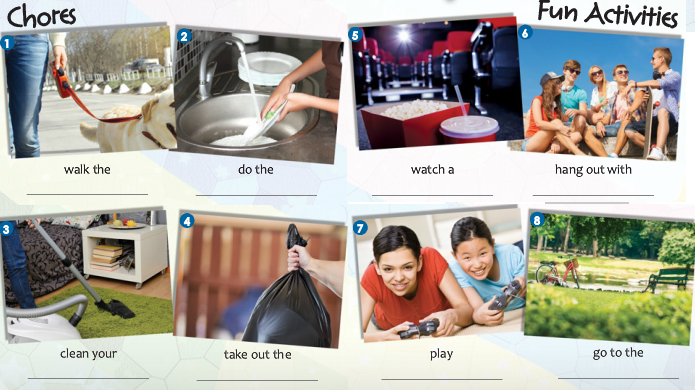 Chores
Fun Activities
1
2
5
6
walk the
do the
watch a
hang out with
3
4
7
8
clean your
take out the
play
go to the